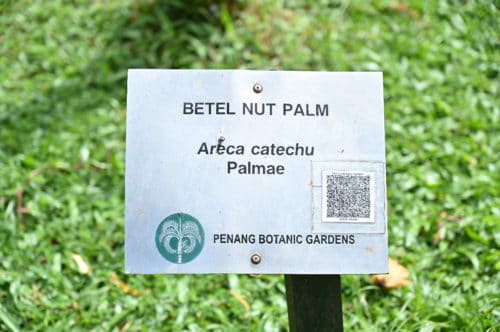 BETEL NUT PALM
Areca catechu
Palmae
PENANG BOTANIC GARDENS